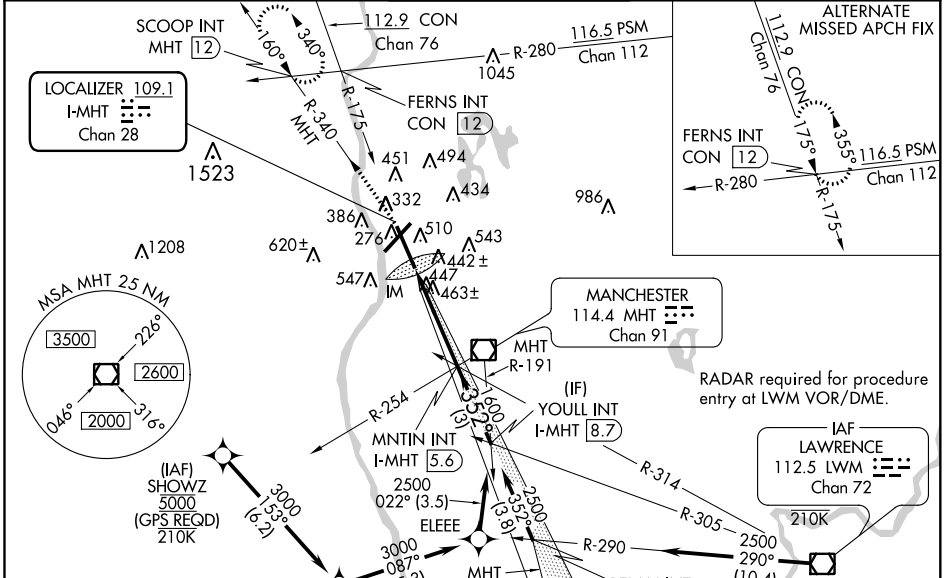 SCOOP INT
MHT 12
160°
340°
112.9 CON
Chan 76
R-280
116.5 PSM
Chan 112
1045
ALTERNATE
MISSED APCH FIX
112.9 CON
Chan 76
FERNS INT
CON 12
175°
355°
R-280
116.5 PSM
Chan 112
R-175
LOCALIZER 109.1
I-MHT
Chan 28
R-340
MHT
R-175
FERNS INT
CON 12
1523
451
494
332
434
386
276
510
986
1208
620±
543
442±
547
447
463±
IM
MSA MHT 25 NM
3500
226°
2600
046°
2000
316°
MANCHESTER
114.4 MHT
Chan 91
MHT
R-191
R-254
1600
352°
(3)
(IF)
YOULL INT
I-MHT 8.7
MNTIN INT
I-MHT 5.6
RADAR required for procedure
entry at LWM VOR/DME.
IAF
LAWRENCE
112.5 LWM
Chan 72
210K
R-314
R-305
(IAF)
SHOWZ
5000
(GPS REQD)
210K
3000
153°
(6.2)
2500
022° (3.5)
ELEEE
2500
352°
(3.8)
R-290
2500
290°
(10.4)
3000
087°
MHT